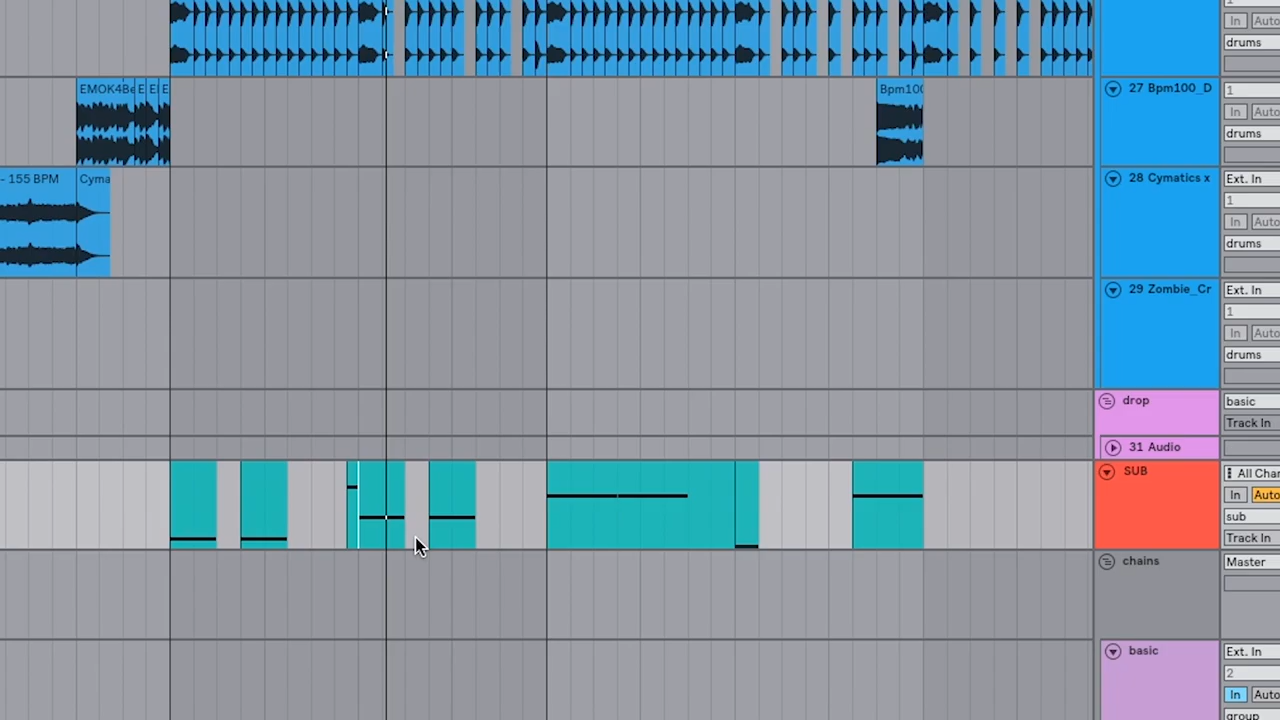 1
In Auto
drums
EMOK4Be E E E
Bpm100
27 Bpm100_D
1
In Auto
drums
- 155 BPM Cyma
28 Cymatics x
Ext. In
1
In Auto
drums
29 Zombie_Cr
Ext. In
1
In Auto
drums
drop
basic
Track In
31 Audio
SUB
All Char
In Auto
sub
Track In
chains
Master
basic
Ext. In
2
In Auto
group